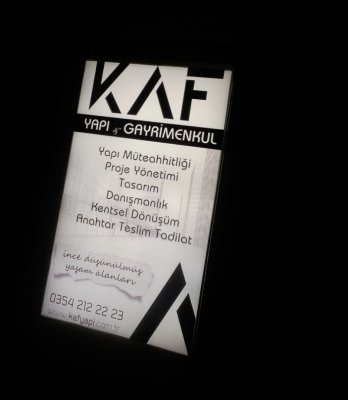 KAF
YAPI & GAYRİMENKUL
Yapı Müteahhitliği
Proje Yönetimi
Tasarım
Danışmanlık
Kentsel Dönüşüm
Anahtar Teslim Tadilat
ince düşünülmüş
yaşam alanları
0354 212 22 23
www.kafyapi.com.tr